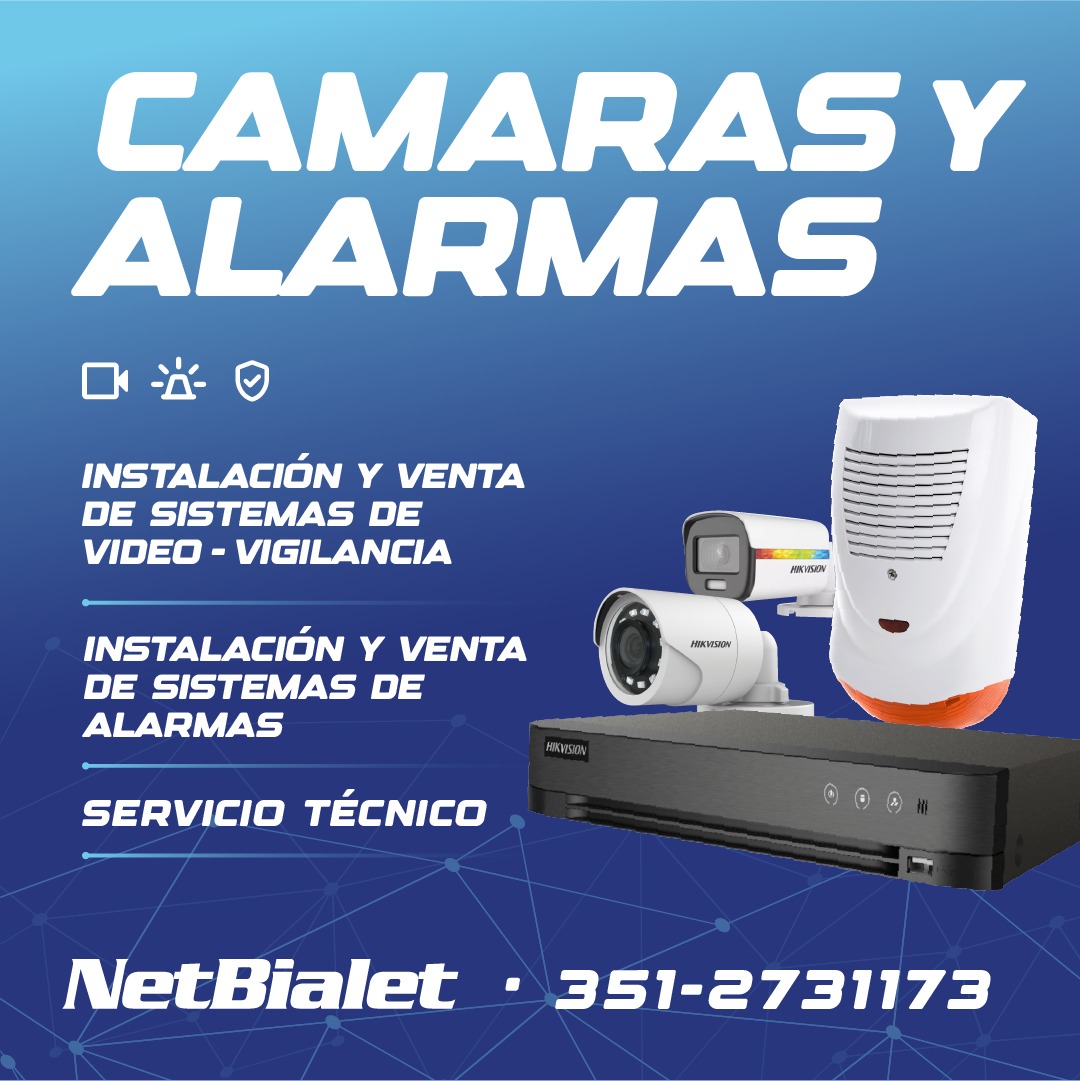 CAMARAS Y
ALARMAS
INSTALACIÓN Y VENTA
DE SISTEMAS DE
VIDEO - VIGILANCIA
HIKVISION
HIKVISION
INSTALACIÓN Y VENTA
DE SISTEMAS DE
ALARMAS
HIKVISION
SERVICIO TÉCNICO
NetBialet · 351-2731173